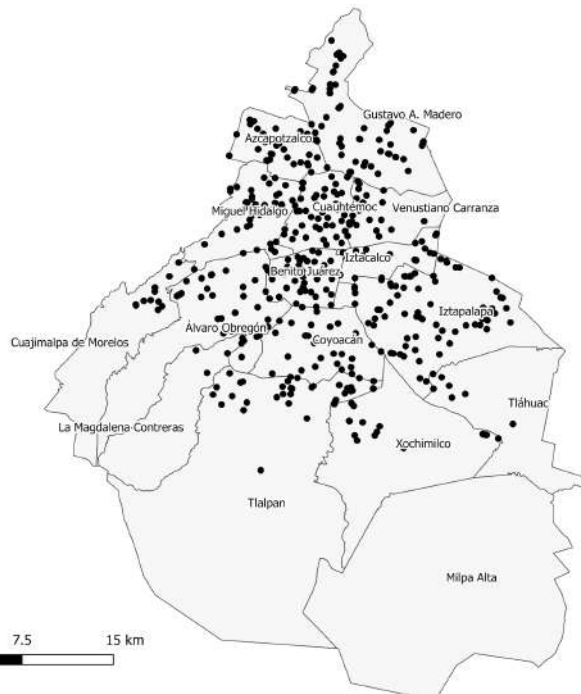 Gustavo A. Madero
Azcapotzalco
Miguel Hidalgo
Cuauhtémoc
Venustiano Carranza
Iztacalco
Benito Juárez
Iztapalapa
Álvaro Obregón
Coyoacán
Cuajimalpa de Morelos
Tláhuac
La Magdalena Contreras
Xochimilco
Tlalpan
Milpa Alta
7.5 15 km